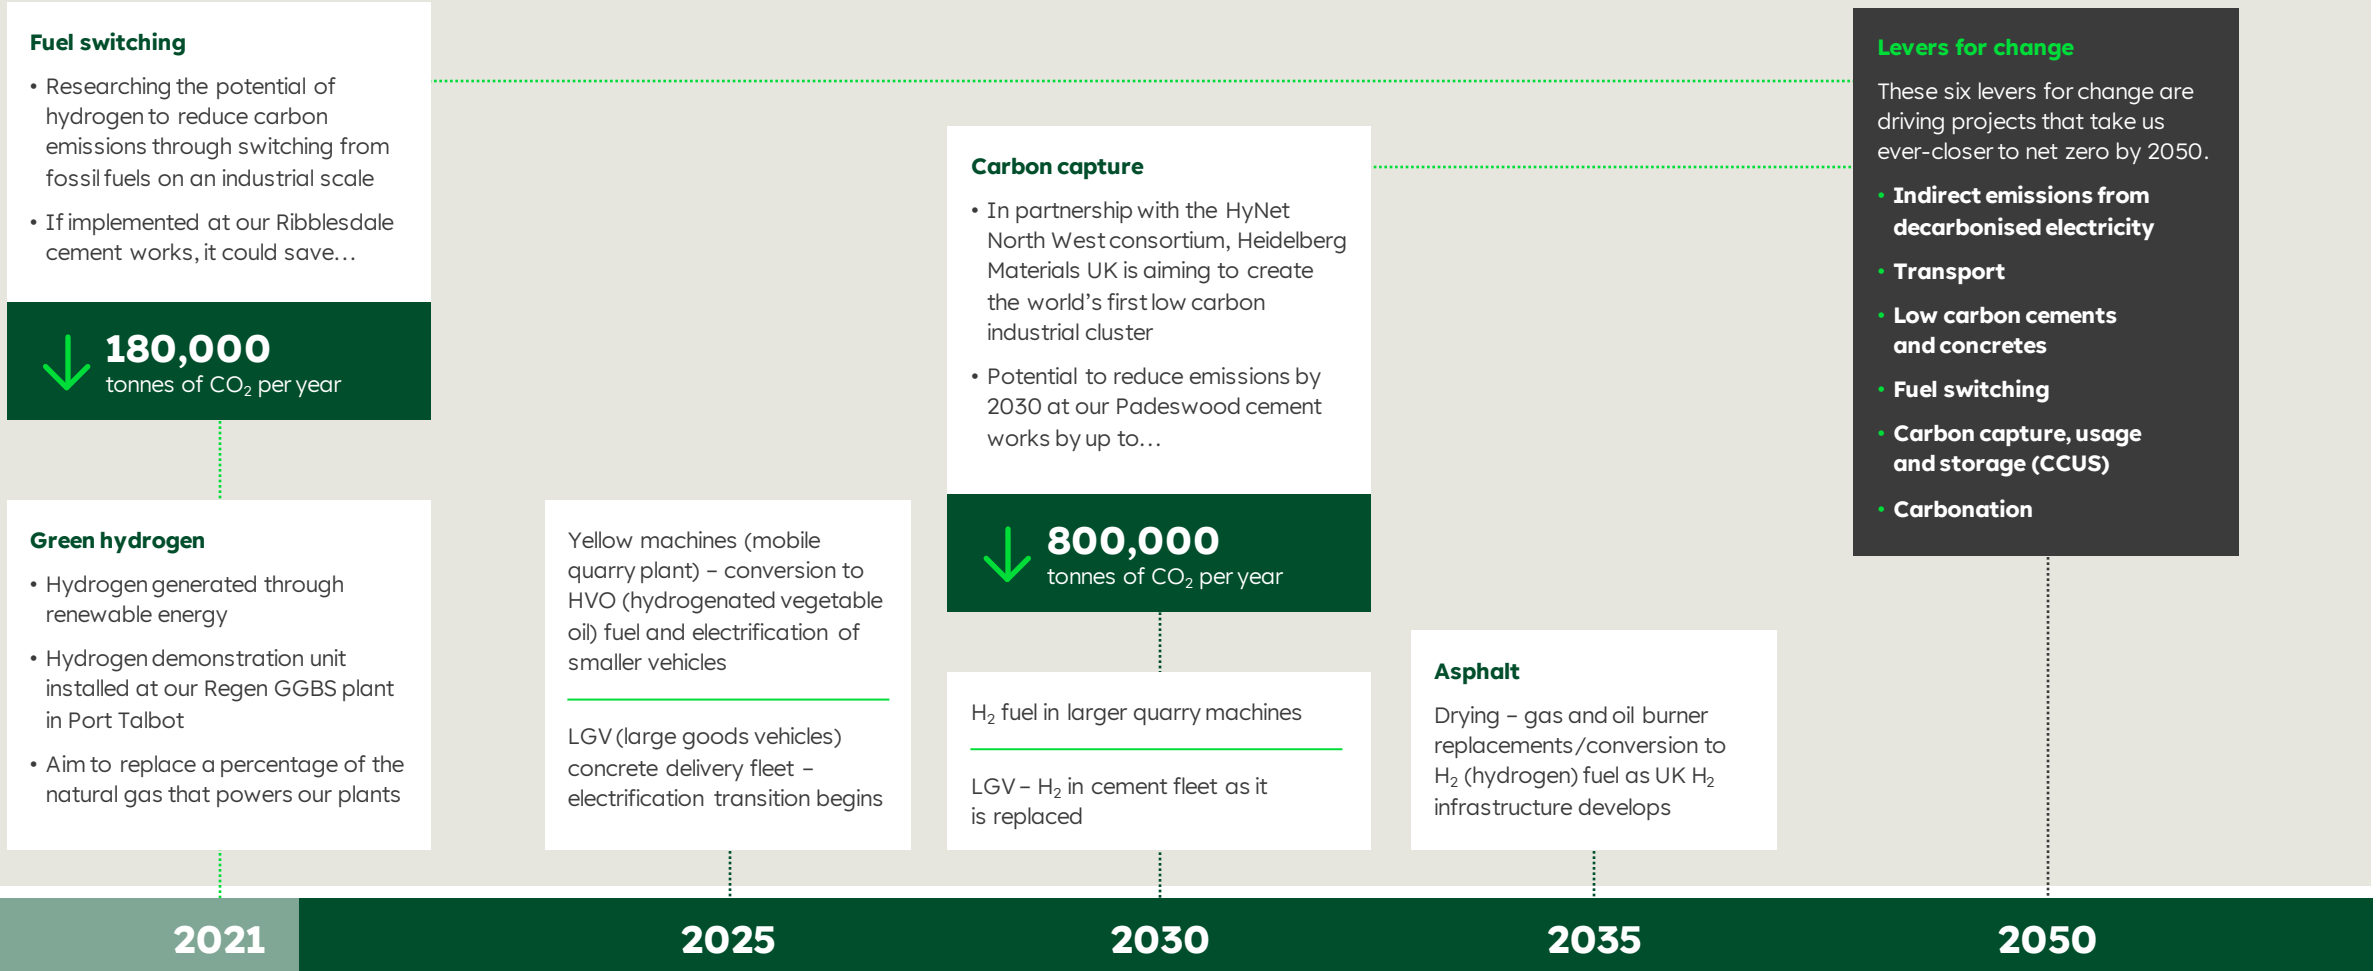 Fuel switching
• Researching the potential of
hydrogen to reduce carbon
emissions through switching from
fossil fuels on an industrial scale
• If implemented at our Ribblesdale
cement works, it could save…
180,000
tonnes of CO₂ per year
Green hydrogen
• Hydrogen generated through
renewable energy
• Hydrogen demonstration unit
installed at our Regen GGBS plant
in Port Talbot
• Aim to replace a percentage of the
natural gas that powers our plants
Yellow machines (mobile
quarry plant) – conversion to
HVO (hydrogenated vegetable
oil) fuel and electrification of
smaller vehicles
LGV (large goods vehicles)
concrete delivery fleet –
electrification transition begins
Carbon capture
• In partnership with the HyNet
North West consortium, Heidelberg
Materials UK is aiming to create
the world’s first low carbon
industrial cluster
• Potential to reduce emissions by
2030 at our Padeswood cement
works by up to…
800,000
tonnes of CO₂ per year
H₂ fuel in larger quarry machines
LGV – H₂ in cement fleet as it
is replaced
Asphalt
Drying – gas and oil burner
replacements/conversion to
H₂ (hydrogen) fuel as UK H₂
infrastructure develops
Levers for change
These six levers for change are
driving projects that take us
ever-closer to net zero by 2050.
• Indirect emissions from
decarbonised electricity
• Transport
• Low carbon cements
and concretes
• Fuel switching
• Carbon capture, usage
and storage (CCUS)
• Carbonation
2021
2025
2030
2035
2050